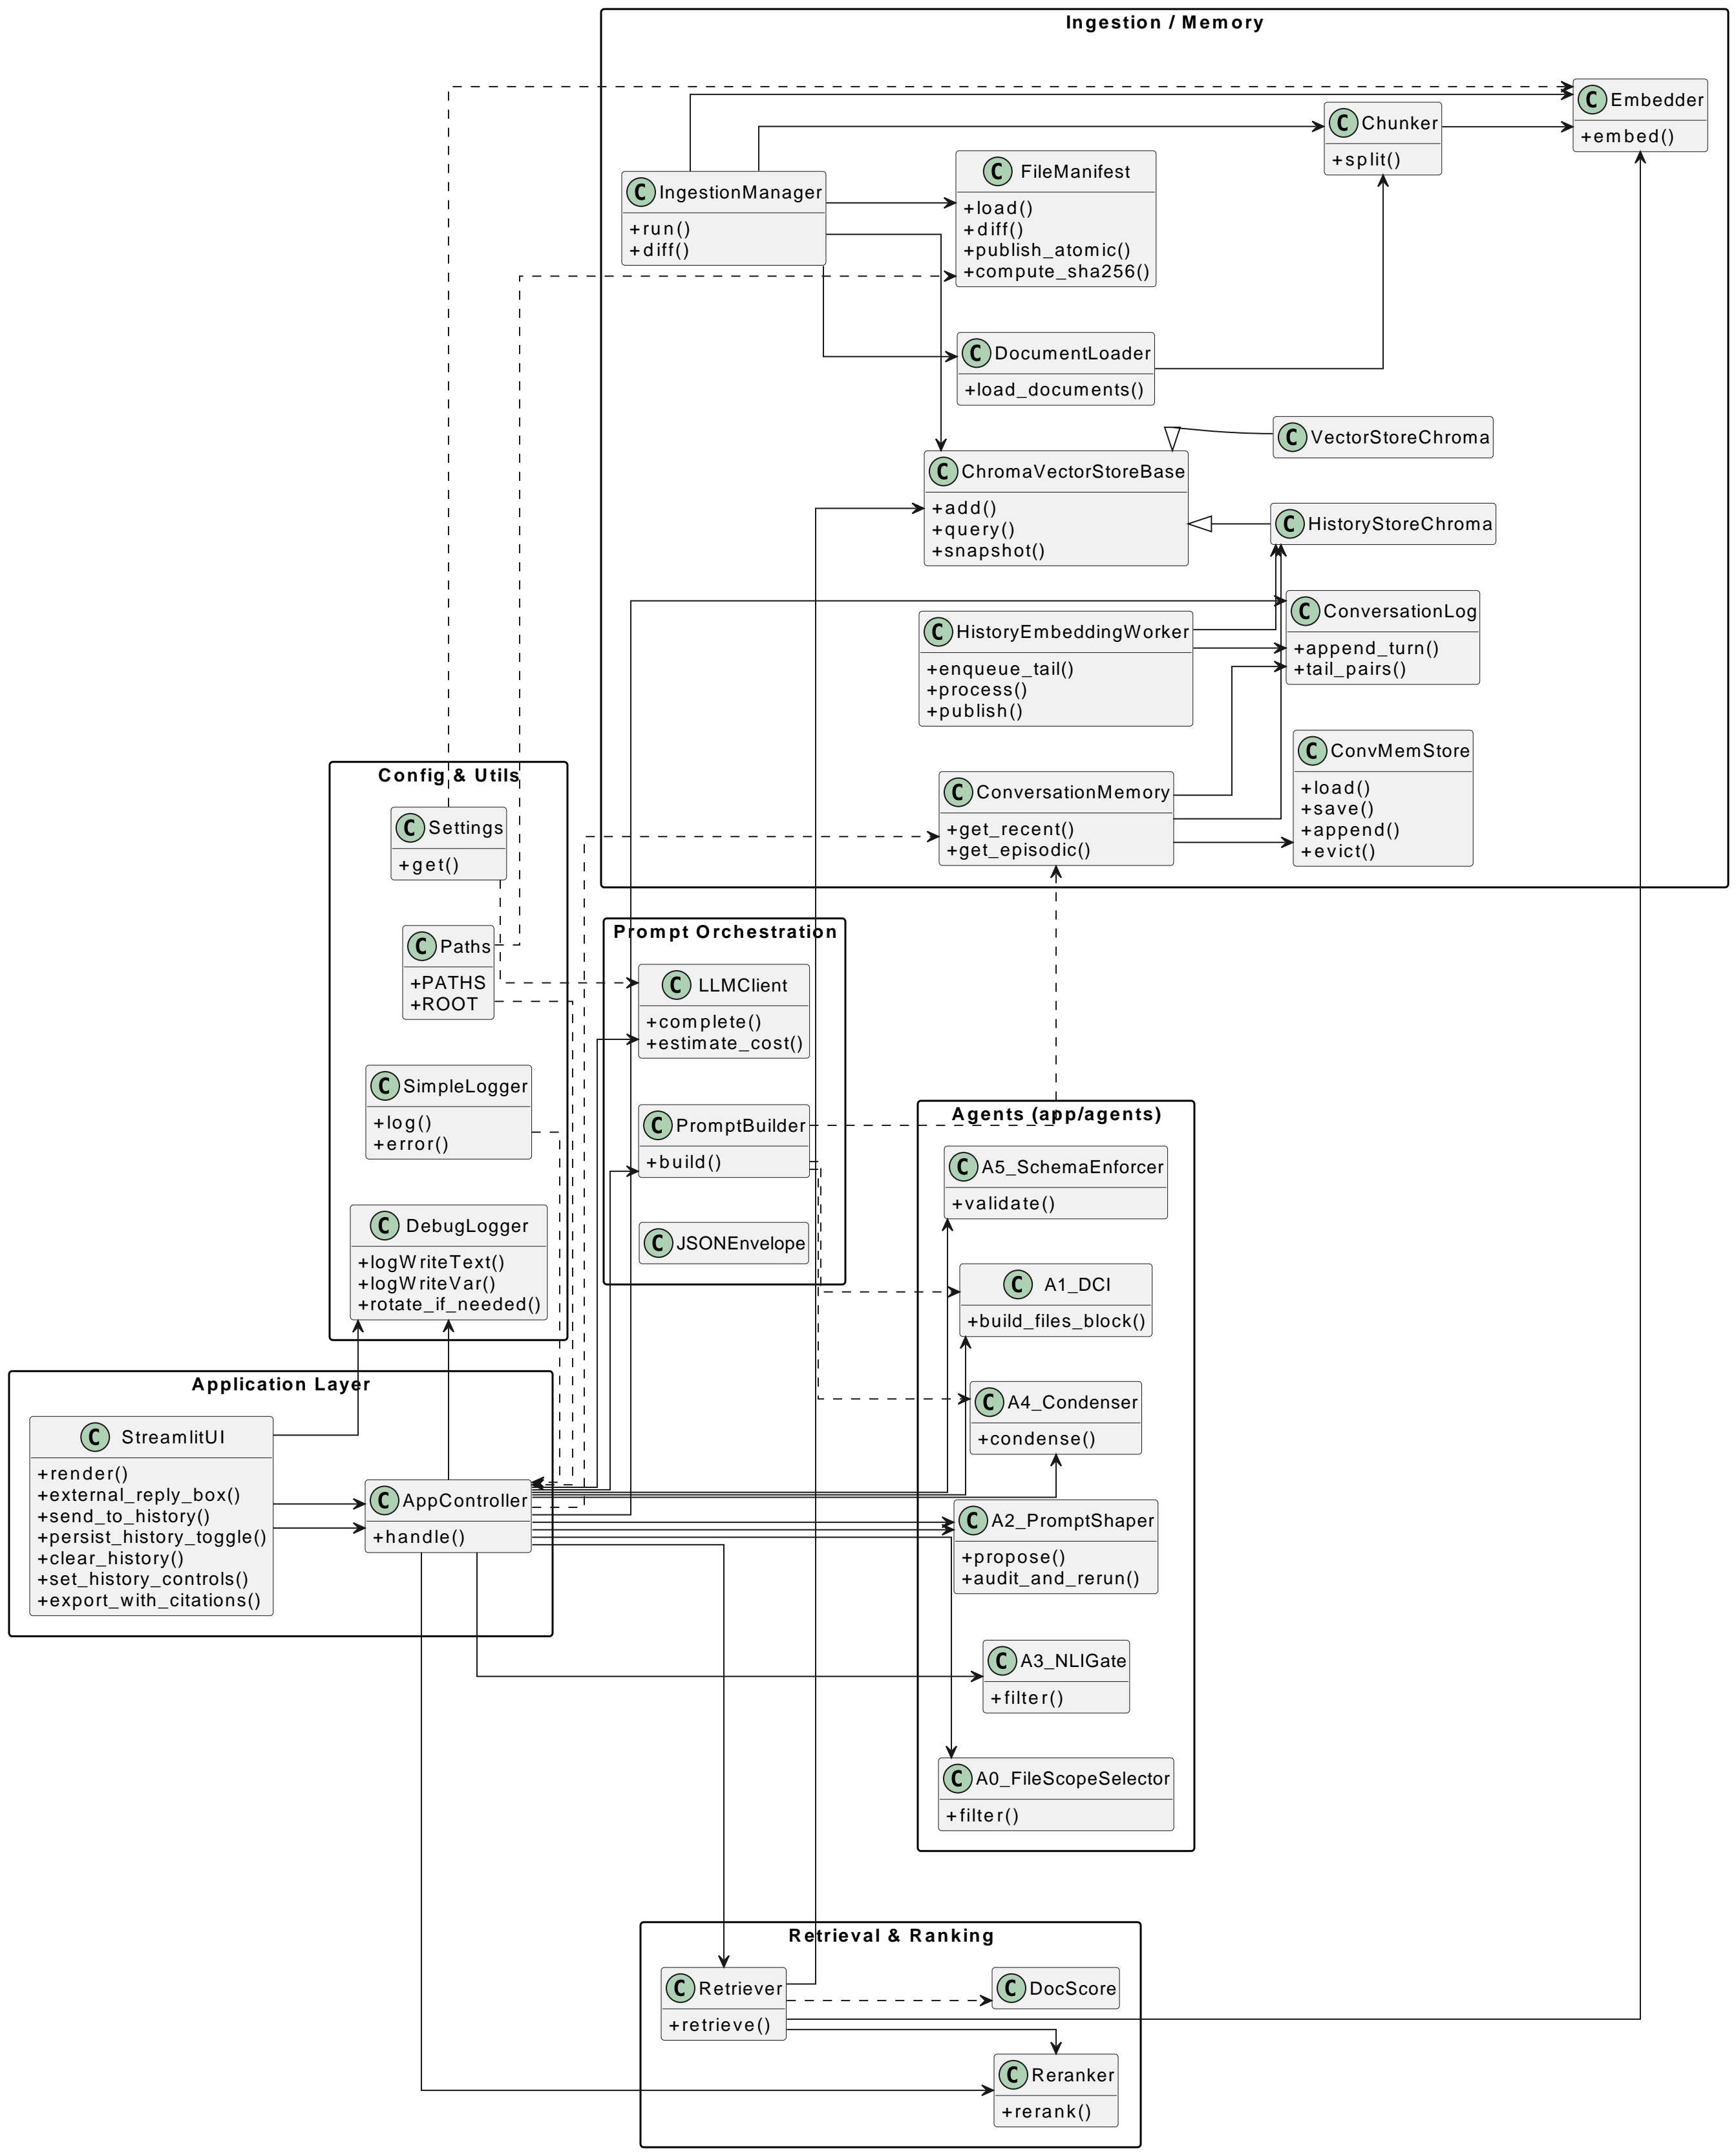 Ingestion / Memory
C Embedder
+embed()
C Chunker
+split()
C FileManifest
+load()
+diff()
+publish_atomic()
+compute_sha256()
C IngestionManager
+run()
+diff()
C DocumentLoader
+load_documents()
C VectorStoreChroma
C ChromaVectorStoreBase
+add()
+query()
+snapshot()
C HistoryStoreChroma
C ConversationLog
+append_turn()
+tail_pairs()
C HistoryEmbeddingWorker
+enqueue_tail()
+process()
+publish()
C ConvMemStore
+load()
+save()
+append()
+evict()
C ConversationMemory
+get_recent()
+get_episodic()
Config & Utils
C Settings
+get()
C Paths
+PATHS
+ROOT
C SimpleLogger
+log()
+error()
C DebugLogger
+logWriteText()
+logWriteVar()
+rotate_if_needed()
Prompt Orchestration
C LLMClient
+complete()
+estimate_cost()
C PromptBuilder
+build()
C JSONEnvelope
Agents (app/agents)
C A5_SchemaEnforcer
+validate()
C A1_DCI
+build_files_block()
C A4_Condenser
+condense()
C A2_PromptShaper
+propose()
+audit_and_rerun()
C A3_NLIGate
+filter()
C A0_FileScopeSelector
+filter()
Application Layer
C StreamlitUI
+render()
+external_reply_box()
+send_to_history()
+persist_history_toggle()
+clear_history()
+set_history_controls()
+export_with_citations()
C AppController
+handle()
Retrieval & Ranking
C Retriever
+retrieve()
C DocScore
C Reranker
+rerank()